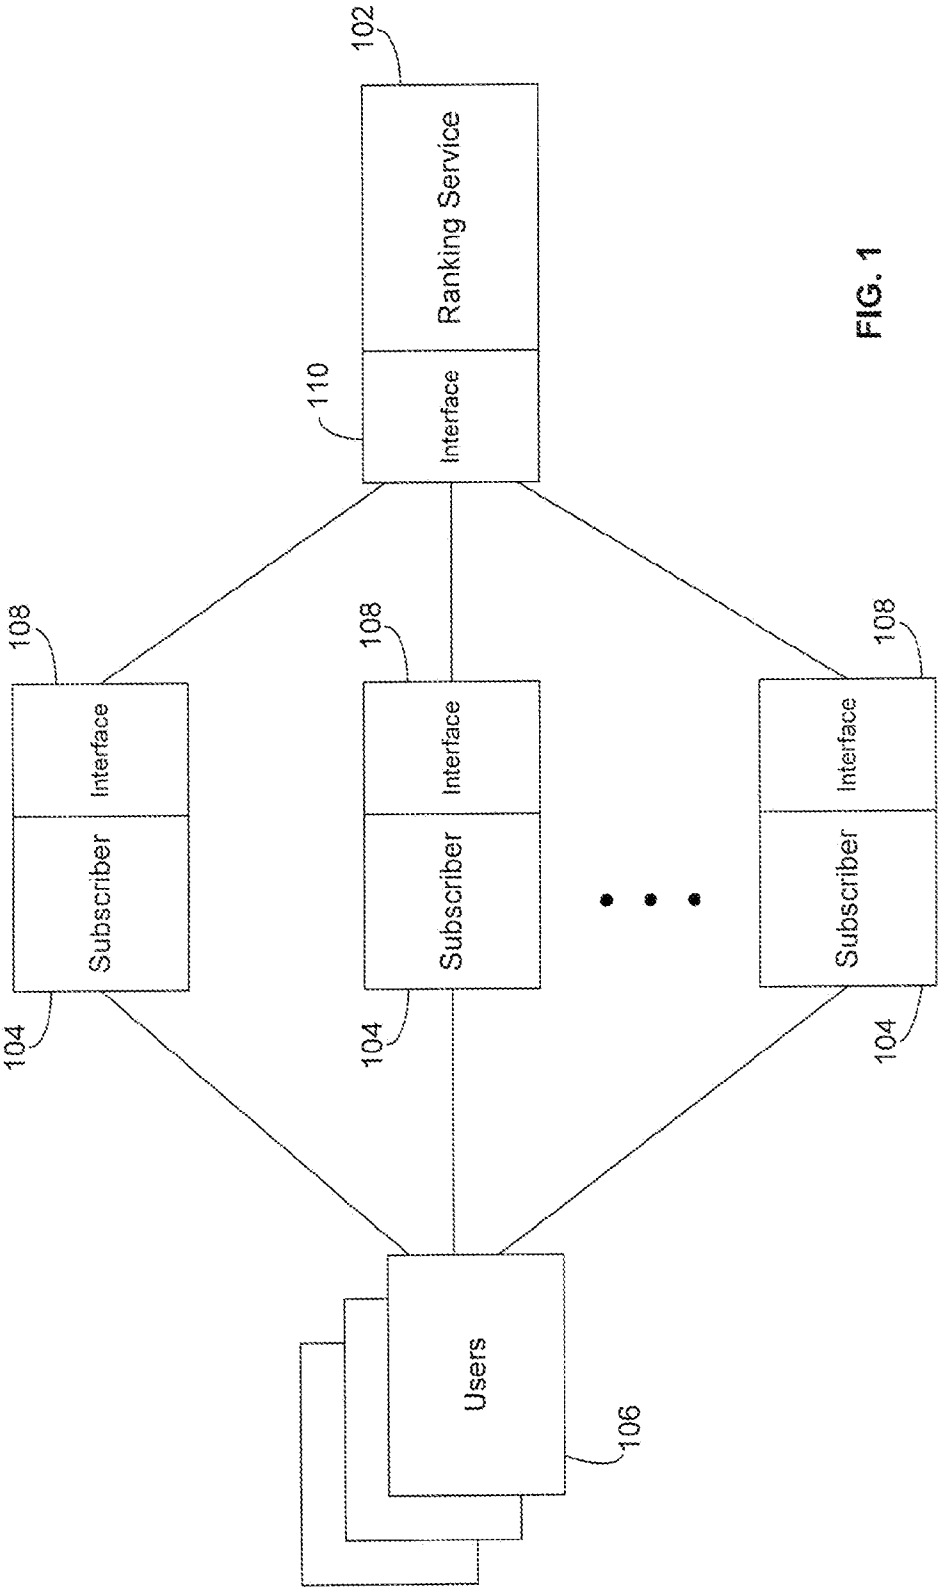 104
Subscriber
Interface
108
104
Subscriber
Interface
108
110
Interface
Ranking Service
102
Users
106
104
Subscriber
Interface
108
FIG. 1